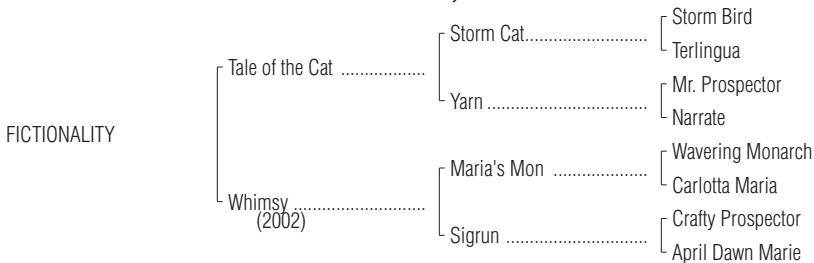 Storm Bird
Storm Cat..........................
Terlingua
Tale of the Cat ..................
Mr. Prospector
Yarn ..................................
Narrate
FICTIONALITY
Wavering Monarch
Maria's Mon ....................
Carlotta Maria
Whimsy ............................
(2002)
Crafty Prospector
Sigrun ..............................
April Dawn Marie